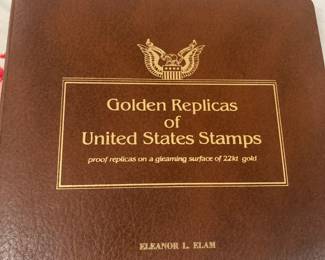 Golden Replicas
of
United States Stamps
proof replicas on a gleaming surface of 22kt gold
ELEANOR L. ELAM